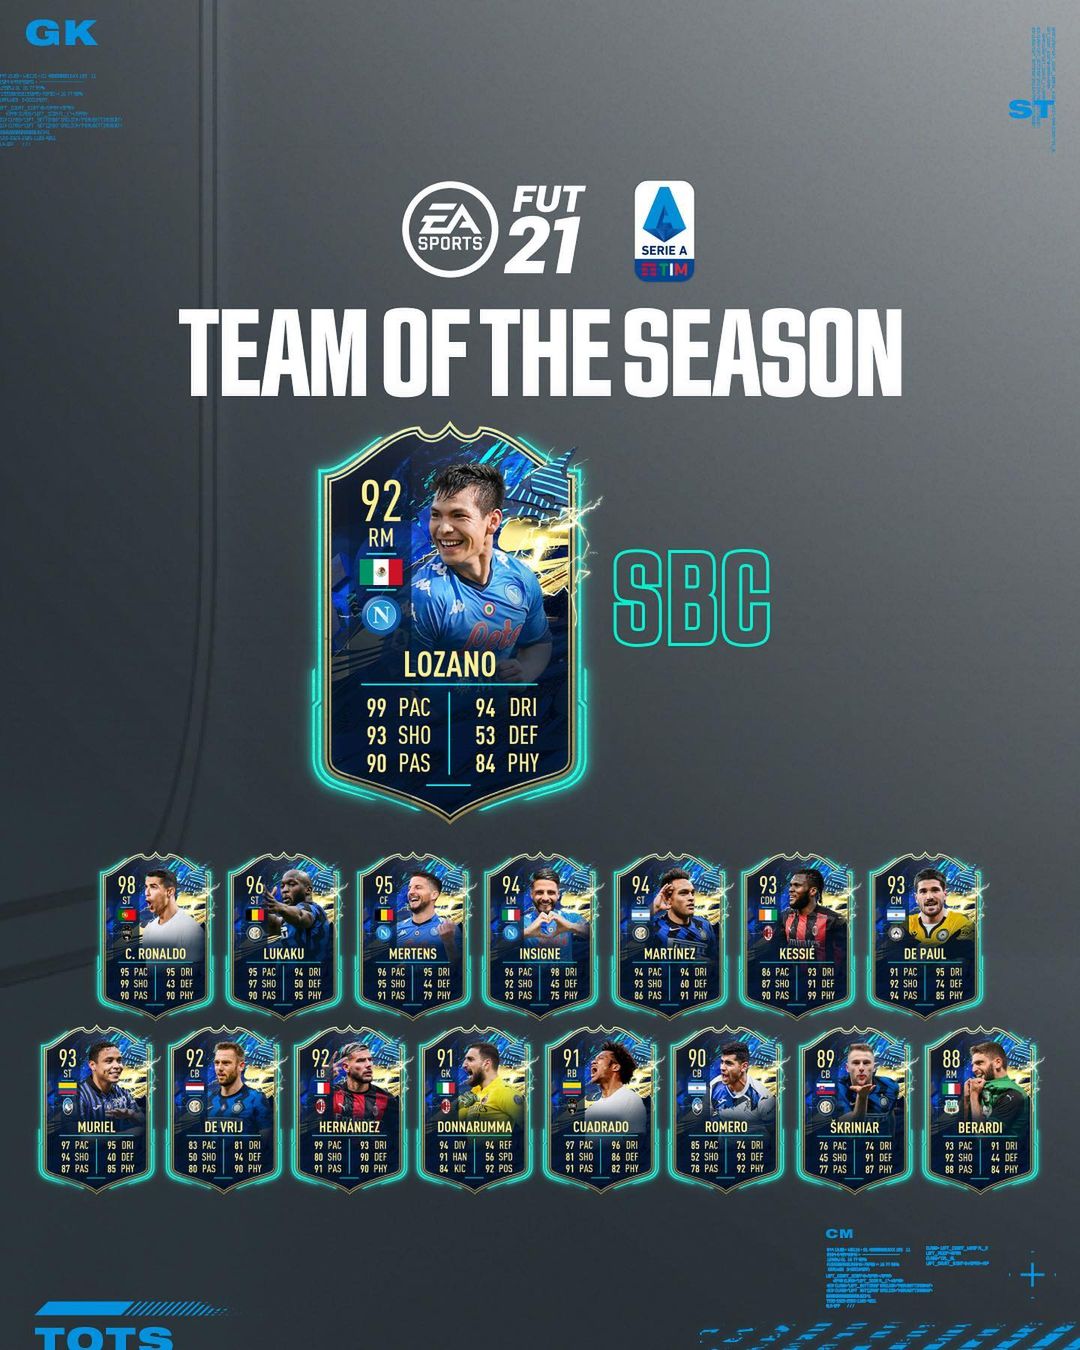 GK
ST
EA
SPORTS
FUT
21
SERIE A
TIM
TEAM OF THE SEASON
92
RM
N
LOZANO
99 PAC 94 DRI
93 SHO 53 DEF
90 PAS 84 PHY
SBC
98
ST
C. RONALDO
95 PAC 95 DRI
99 SHO 43 DEF
90 PAS 90 PHY
96
ST
LUKAKU
95 PAC 94 DRI
97 SHO 50 DEF
90 PAS 95 PHY
95
CF
MERTENS
96 PAC 95 DRI
95 SHO 44 DEF
91 PAS 79 PHY
94
LM
INSIGNE
96 PAC 98 DRI
92 SHO 45 DEF
93 PAS 75 PHY
94
ST
MARTÍNEZ
94 PAC 94 DRI
93 SHO 60 DEF
86 PAS 91 PHY
93
CDM
KESSIÉ
86 PAC 93 DRI
87 SHO 91 DEF
90 PAS 99 PHY
93
CM
DE PAUL
91 PAC 95 DRI
92 SHO 74 DEF
94 PAS 85 PHY
93
ST
MURIEL
97 PAC 95 DRI
94 SHO 40 DEF
87 PAS 85 PHY
92
CB
DE VRIJ
83 PAC 81 DRI
50 SHO 94 DEF
80 PAS 90 PHY
92
LB
HERNÁNDEZ
99 PAC 93 DRI
80 SHO 90 DEF
91 PAS 90 PHY
91
GK
DONNARUMMA
94 DIV 94 REF
91 HAN 56 SPD
84 KIC 92 POS
91
RB
CUADRADO
97 PAC 96 DRI
81 SHO 86 DEF
91 PAS 82 PHY
90
CB
ROMERO
85 PAC 74 DRI
52 SHO 93 DEF
78 PAS 92 PHY
89
CB
ŠKRINIAR
76 PAC 74 DRI
45 SHO 91 DEF
77 PAS 87 PHY
88
RM
BERARDI
93 PAC 91 DRI
92 SHO 44 DEF
88 PAS 84 PHY
CM
TOTS